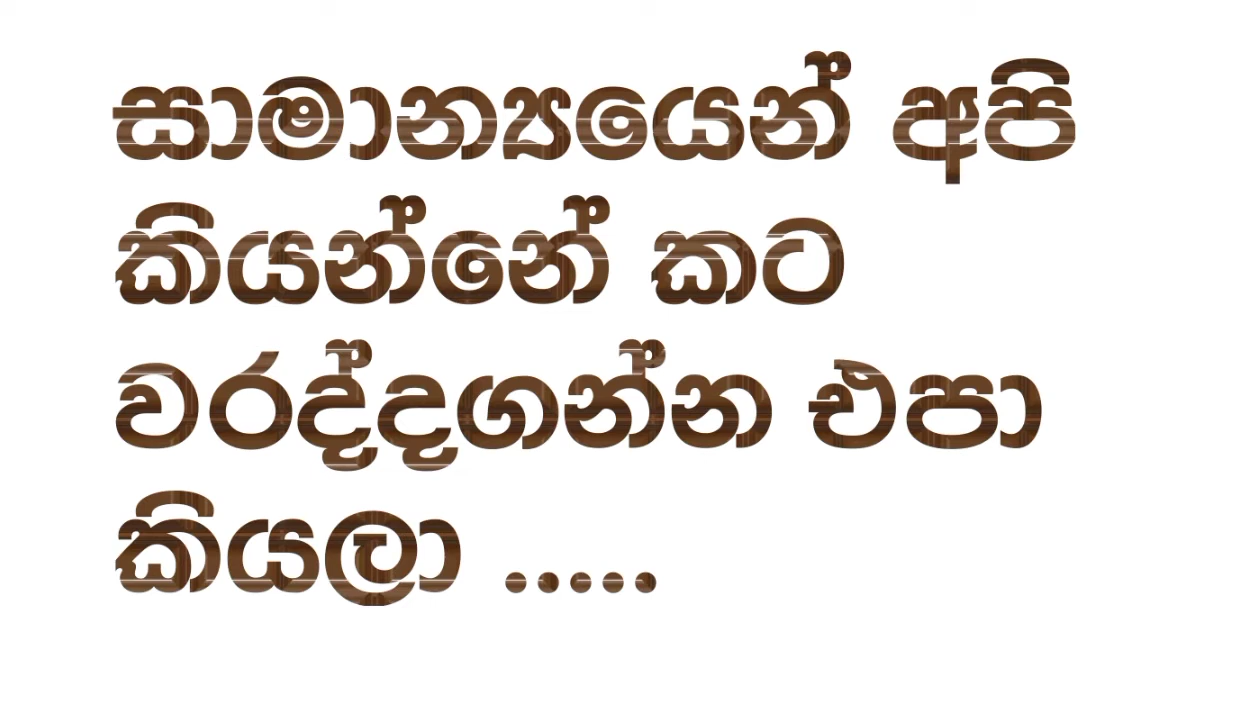 සාමාන්‍යයෙන් අපි
කියන්නේ කට
වරද්දගන්න එපා
කියලා .....